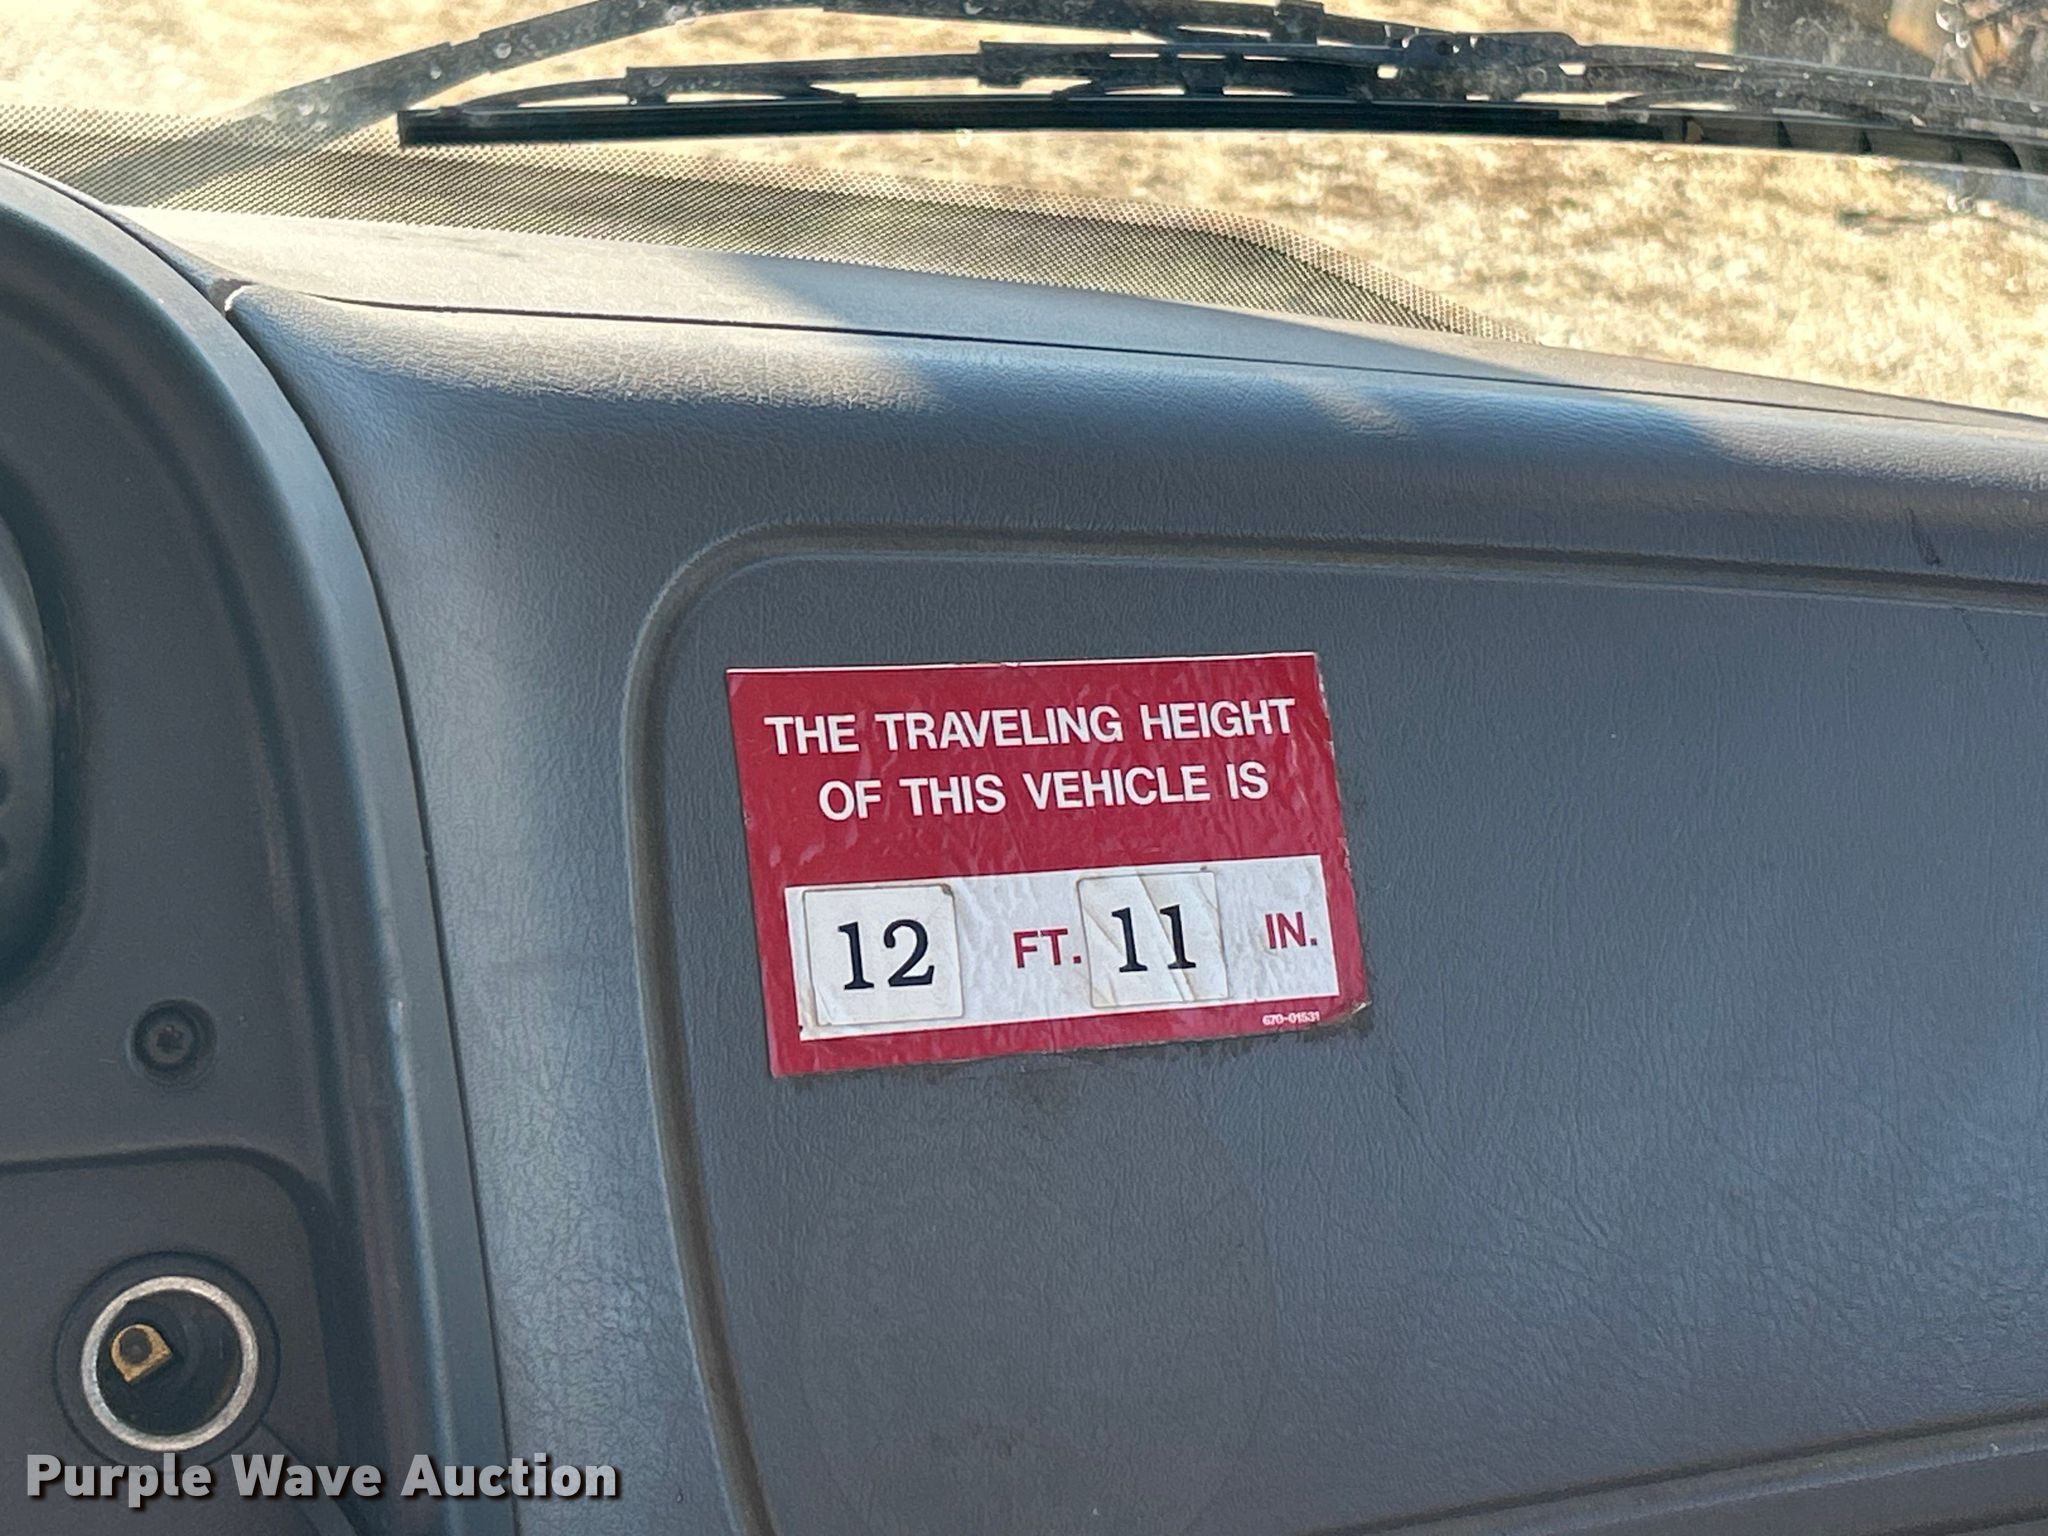 THE TRAVELING HEIGHT
OF THIS VEHICLE IS
12 FT. 11 IN.
670-01531
Purple Wave Auction